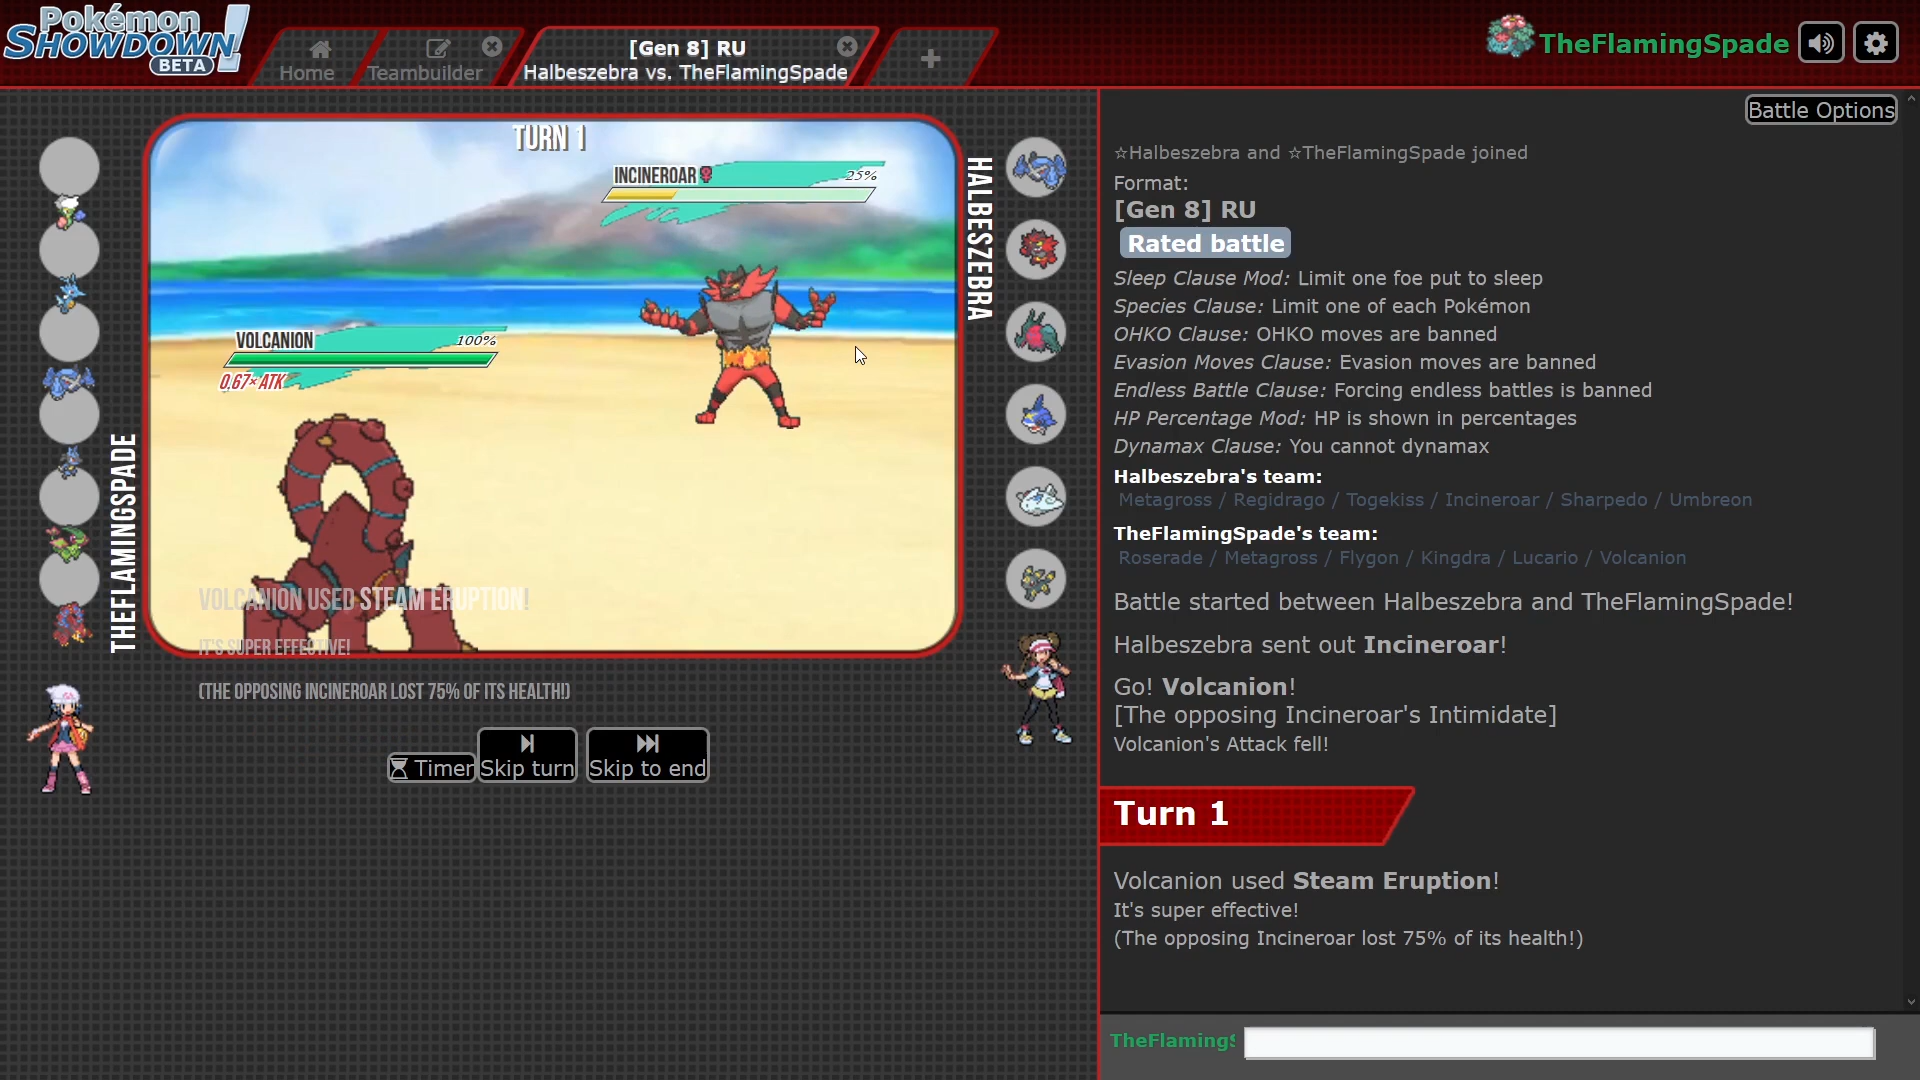 Pokémon
SHOWDOWN!
BETA
Home
Teambuilder
[Gen 8] RU
Halbeszebra vs. TheFlamingSpade
TheFlamingSpade
TURN 1
INCINEROAR
25%
VOLCANION
100%
0.67× ATK
THEFLAMINGSPADE
HALBESZEBRA
VOLCANION USED STEAM ERUPTION!
IT'S SUPER EFFECTIVE!
(THE OPPOSING INCINEROAR LOST 75% OF ITS HEALTH!)
Timer
Skip turn
Skip to end
Battle Options
☆Halbeszebra and ☆TheFlamingSpade joined
Format:
[Gen 8] RU
Rated battle
Sleep Clause Mod: Limit one foe put to sleep
Species Clause: Limit one of each Pokémon
OHKO Clause: OHKO moves are banned
Evasion Moves Clause: Evasion moves are banned
Endless Battle Clause: Forcing endless battles is banned
HP Percentage Mod: HP is shown in percentages
Dynamax Clause: You cannot dynamax
Halbeszebra's team:
Metagross / Regidrago / Togekiss / Incineroar / Sharpedo / Umbreon
TheFlamingSpade's team:
Roserade / Metagross / Flygon / Kingdra / Lucario / Volcanion
Battle started between Halbeszebra and TheFlamingSpade!
Halbeszebra sent out Incineroar!
Go! Volcanion!
[The opposing Incineroar's Intimidate]
Volcanion's Attack fell!
Turn 1
Volcanion used Steam Eruption!
It's super effective!
(The opposing Incineroar lost 75% of its health!)
TheFlamingS